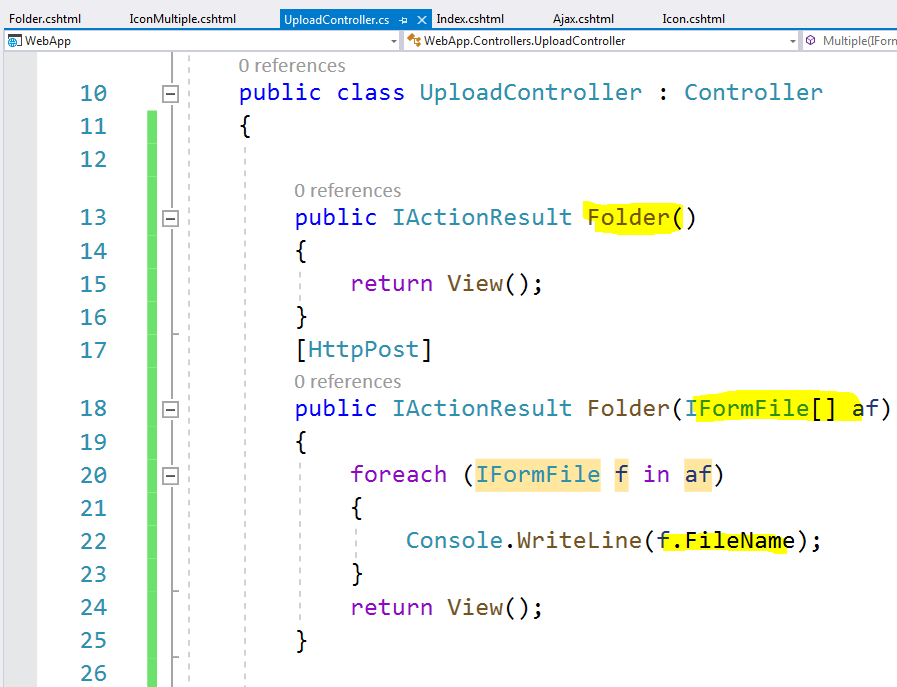 Folder.cshtml IconMultiple.cshtml UploadController.cs Index.cshtml Ajax.cshtml Icon.cshtml
WebApp WebApp.Controllers.UploadController Multiple(IForn
0 references
10 public class UploadController : Controller
11 {
12
0 references
13 public IActionResult Folder()
14 {
15 return View();
16 }
17 [HttpPost]
0 references
18 public IActionResult Folder(IFormFile[] af)
19 {
20 foreach (IFormFile f in af)
21 {
22 Console.WriteLine(f.FileName);
23 }
24 return View();
25 }
26